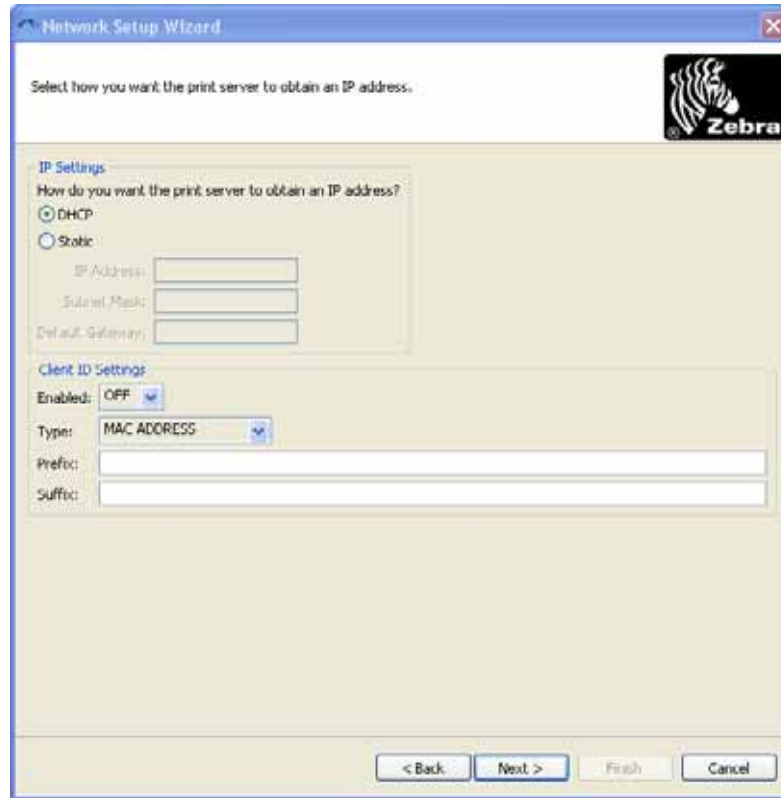 Network Setup Wizard
Select how you want the print server to obtain an IP address.
® Zebra
IP Settings
How do you want the print server to obtain an IP address?
DHCP
Static
IP Address:
Subnet Mask:
Default Gateway:
Client ID Settings
Enabled: OFF
Type: MAC ADDRESS
Prefix:
Suffix:
< Back Next > Finish Cancel